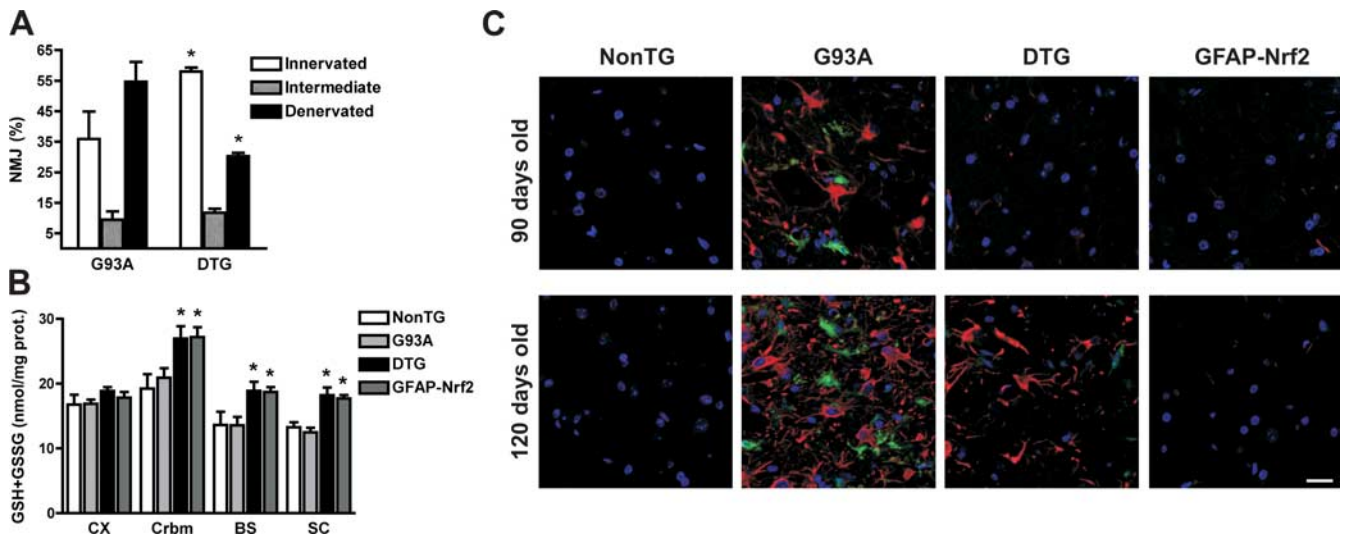 A
65
55
45
35
25
15
5
NMJ (%)
G93A
DTG
*
*
Innervated
Intermediate
Denervated
B
30
20
10
0
GSH+GSSG (nmol/mg prot.)
CX
Crbm
BS
SC
* *
* *
* *
NonTG
G93A
DTG
GFAP-Nrf2
C
NonTG
G93A
DTG
GFAP-Nrf2
90 days old
120 days old